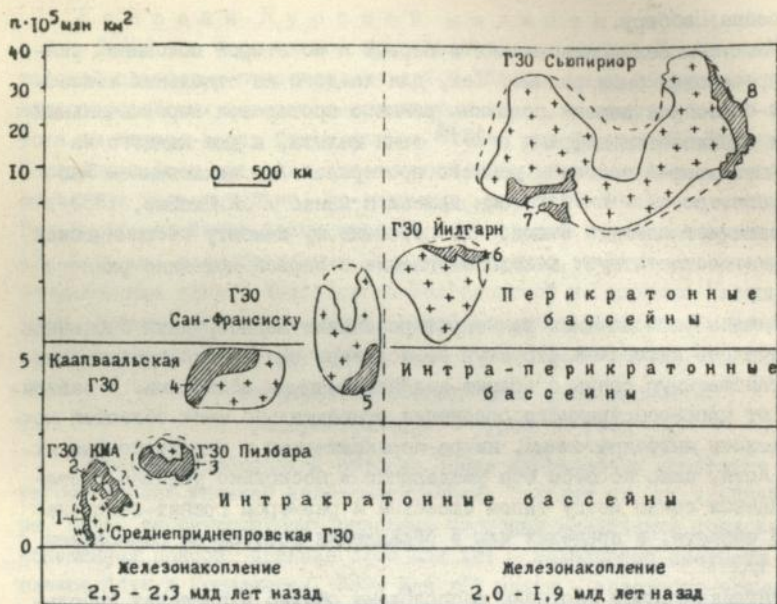 n·10⁵ млн км²
40
30
20
10
ГЗО Сьюпириор
8
0 500 км
7
ГЗО Йилгарн
6
ГЗО
Сан-Франсиску
Перикратонные
бассейны
5
Каапваальская
ГЗО
4
5
Интра-перикратонные
бассейны
ГЗО КМА
2
ГЗО Пилбара
3
Интракратонные бассейны
1
Среднеприднепровская ГЗО
0
Железонакопление
2,5 - 2,3 млд лет назад
Железонакопление
2,0 - 1,9 млд лет назад